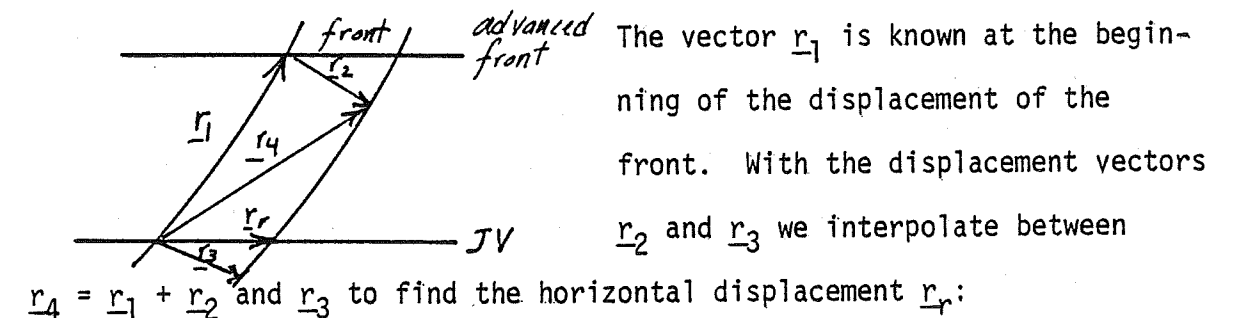 front
advanced
front
r2
r1
r4
rr
r3
JV
The vector r1 is known at the begin-
ning of the displacement of the
front. With the displacement vectors
r2 and r3 we interpolate between
r4 = r1 + r2 and r3 to find the horizontal displacement rr: